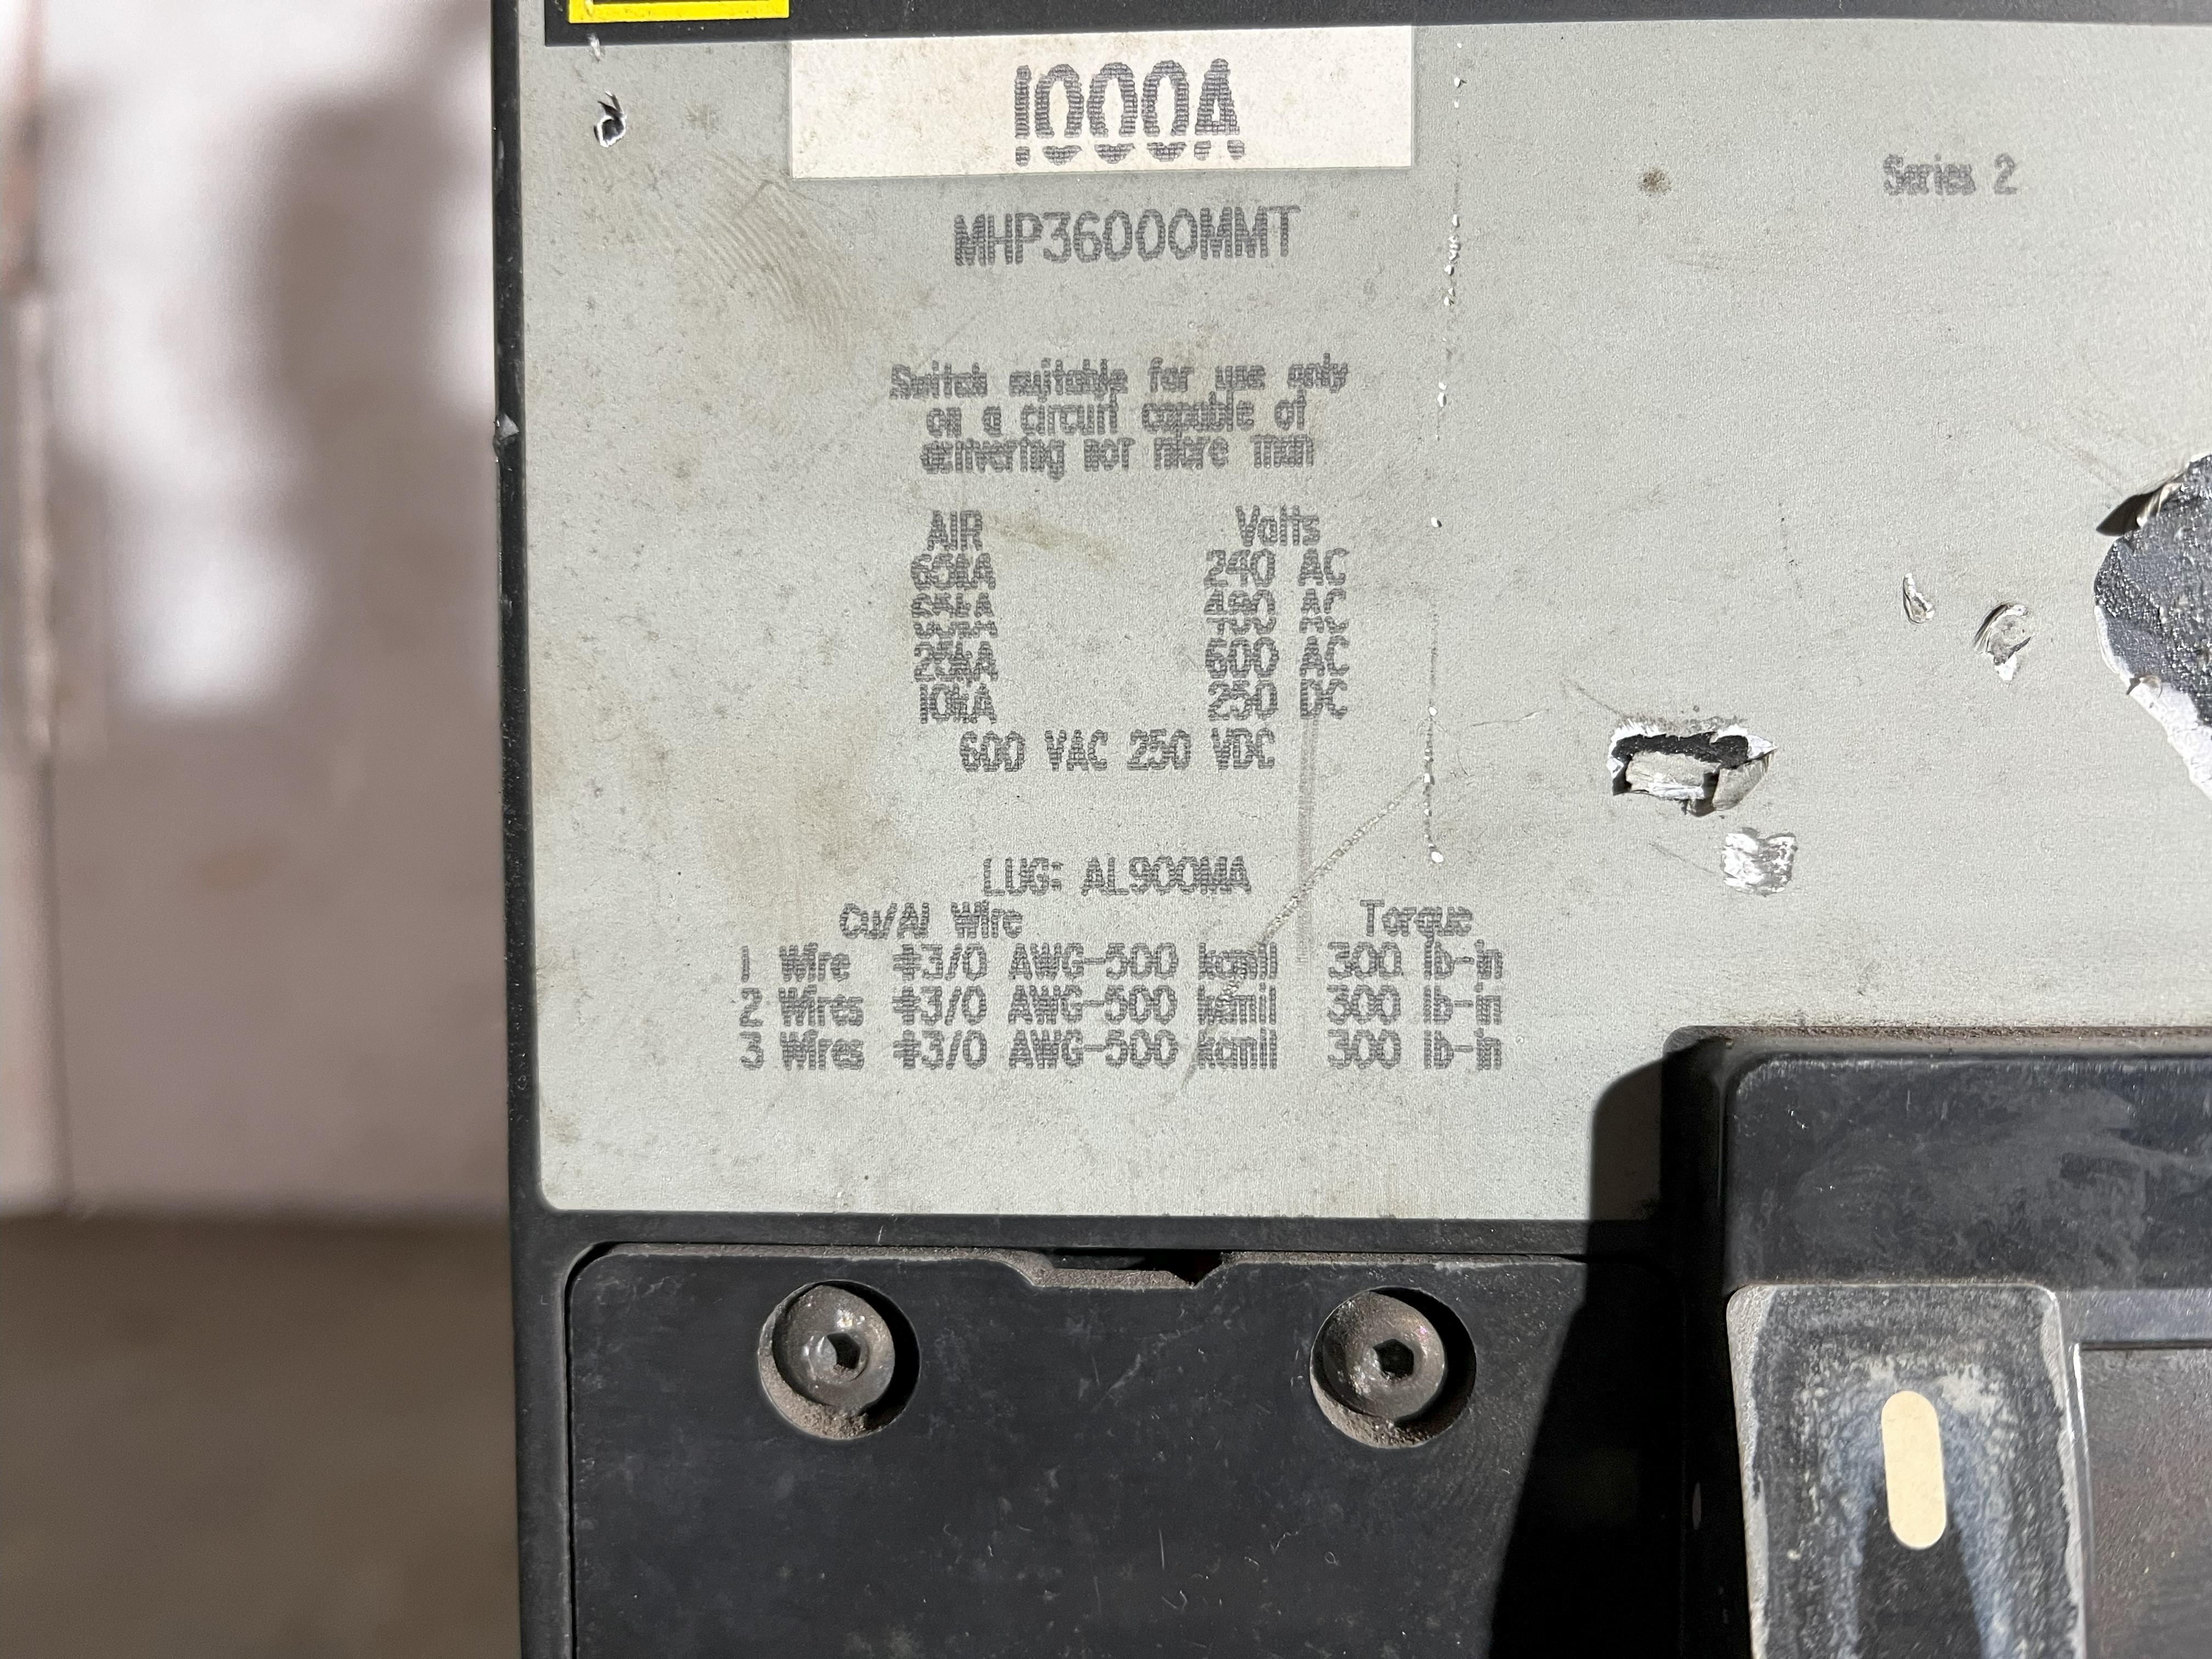 1000A
MHP36000MMT
Series 2
Switch suitable for use only
on a circuit capable of
delivering not more than
AIR Volts
65kA 240 AC
65kA 480 AC
25kA 600 AC
10kA 250 DC
600 VAC 250 VDC
LUG: AL900MA
Cu/Al Wire Torque
1 Wire #3/0 AWG-500 kcmil 300 lb-in
2 Wires #3/0 AWG-500 kcmil 300 lb-in
3 Wires #3/0 AWG-500 kcmil 300 lb-in